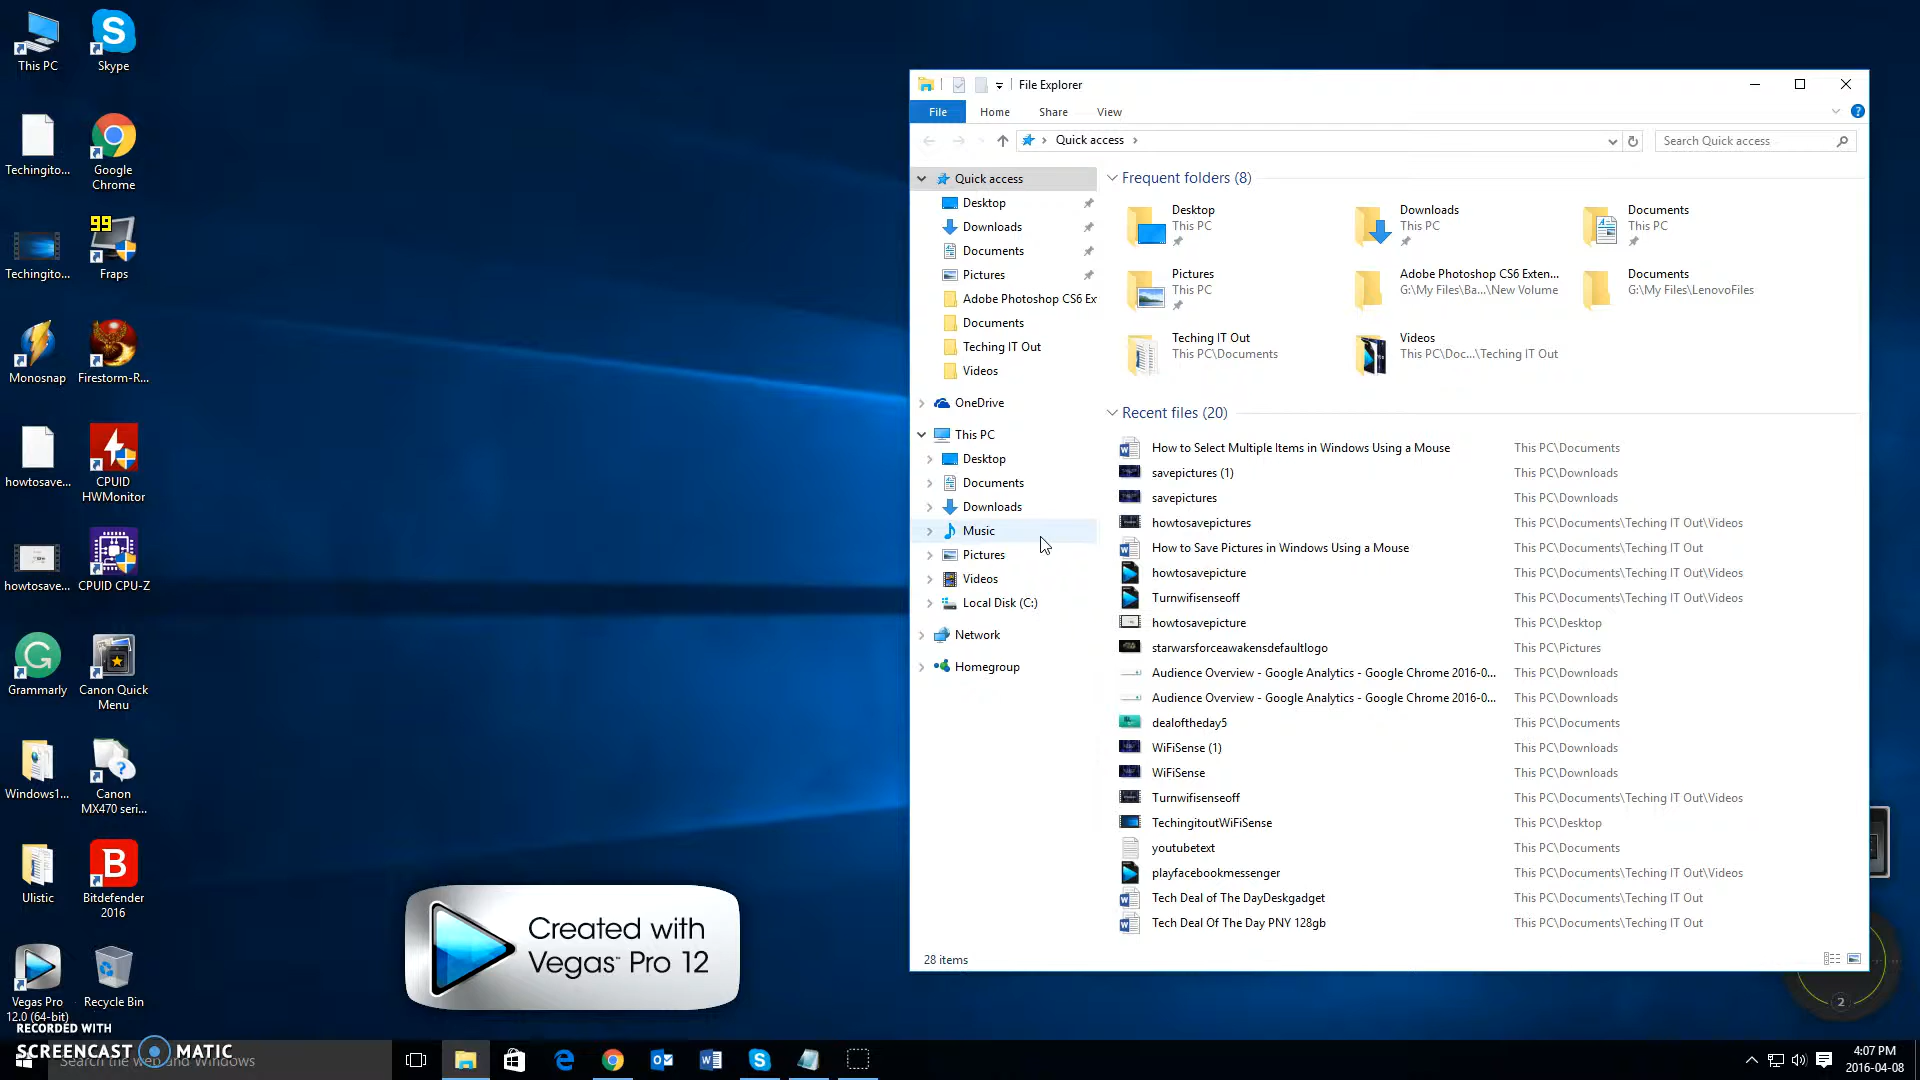 This PC
Skype
Techingito...
Google
Chrome
99
Techingito...
Fraps
Monosnap
Firestorm-R...
howtosave...
CPUID
HWMonitor
howtosave...
CPUID CPU-Z
Grammarly
Canon Quick
Menu
Windows1...
Canon
MX470 seri...
Ulistic
Bitdefender
2016
Vegas Pro
12.0 (64-bit)
Recycle Bin
RECORDED WITH
SCREENCAST MATIC
Search the web and Windows
Created with
Vegas™ Pro 12
File Explorer
File Home Share View
Quick access
Search Quick access
Quick access
Desktop
Downloads
Documents
Pictures
Adobe Photoshop CS6 Ex
Documents
Teching IT Out
Videos
OneDrive
This PC
Desktop
Documents
Downloads
Music
Pictures
Videos
Local Disk (C:)
Network
Homegroup
Frequent folders (8)
Desktop
This PC
Downloads
This PC
Documents
This PC
Pictures
This PC
Adobe Photoshop CS6 Exten...
G:\My Files\Ba...\New Volume
Documents
G:\My Files\LenovoFiles
Teching IT Out
This PC\Documents
Videos
This PC\Doc...\Teching IT Out
Recent files (20)
How to Select Multiple Items in Windows Using a Mouse This PC\Documents
savepictures (1) This PC\Downloads
savepictures This PC\Downloads
howtosavepictures This PC\Documents\Teching IT Out\Videos
How to Save Pictures in Windows Using a Mouse This PC\Documents\Teching IT Out
howtosavepicture This PC\Documents\Teching IT Out\Videos
Turnwifisenseoff This PC\Documents\Teching IT Out\Videos
howtosavepicture This PC\Desktop
starwarsforceawakensdefaultlogo This PC\Pictures
Audience Overview - Google Analytics - Google Chrome 2016-0... This PC\Downloads
Audience Overview - Google Analytics - Google Chrome 2016-0... This PC\Downloads
dealoftheday5 This PC\Documents
WiFiSense (1) This PC\Downloads
WiFiSense This PC\Downloads
Turnwifisenseoff This PC\Documents\Teching IT Out\Videos
TechingitoutWiFiSense This PC\Desktop
youtubetext This PC\Documents
playfacebookmessenger This PC\Documents\Teching IT Out\Videos
Tech Deal of The DayDeskgadget This PC\Documents\Teching IT Out
Tech Deal Of The Day PNY 128gb This PC\Documents\Teching IT Out
28 items
2
4:07 PM
2016-04-08